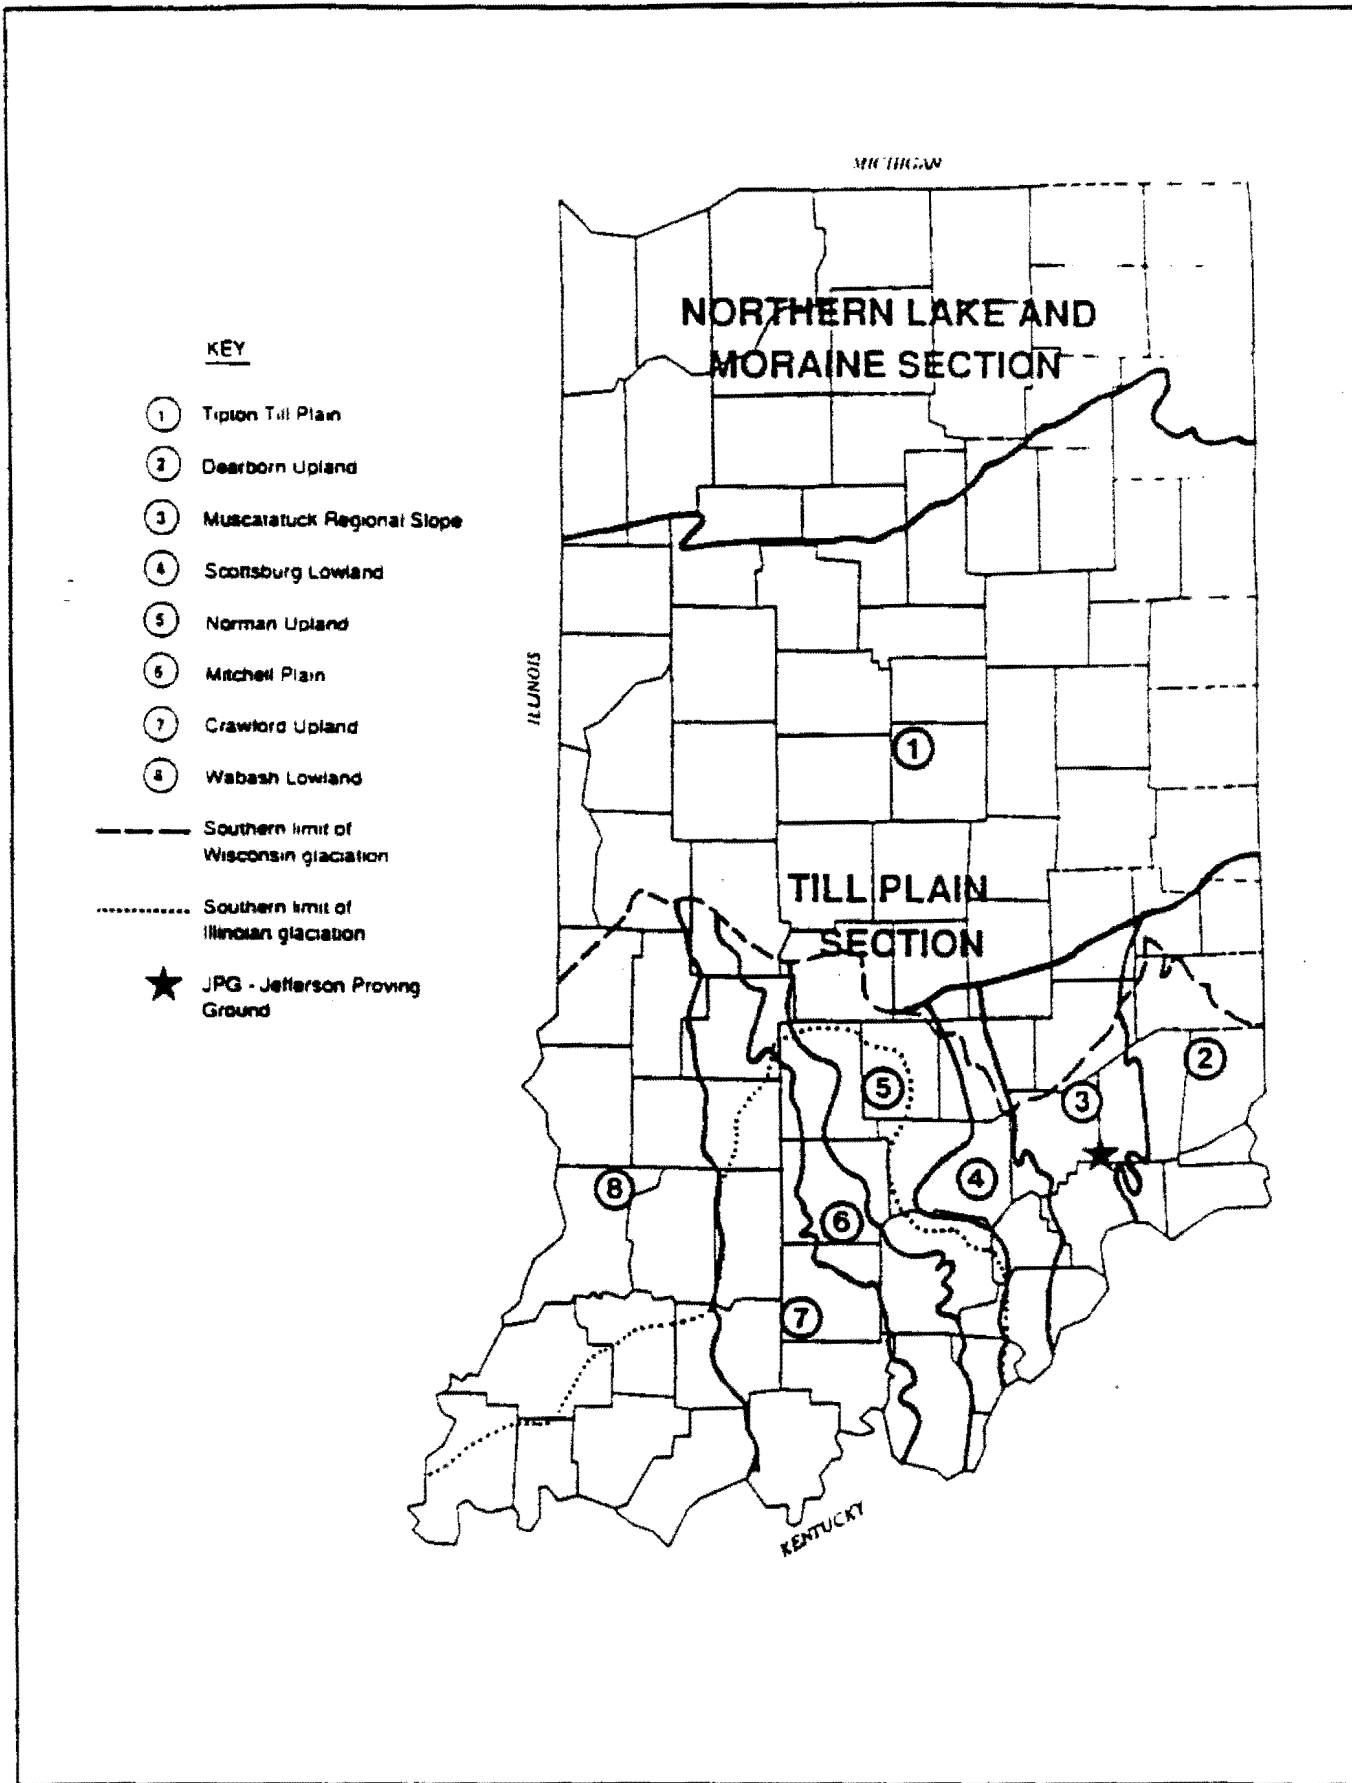 MICHIGAN
NORTHERN LAKE AND
MORAINE SECTION
KEY
1 Tipton Till Plain
2 Dearborn Upland
3 Muscatatuck Regional Slope
4 Scottsburg Lowland
5 Norman Upland
6 Mitchell Plain
7 Crawford Upland
8 Wabash Lowland
Southern limit of
Wisconsin glaciation
Southern limit of
Illinoian glaciation
JPG - Jefferson Proving
Ground
ILLINOIS
1
TILL PLAIN
SECTION
2
5
3
4
8
6
7
KENTUCKY